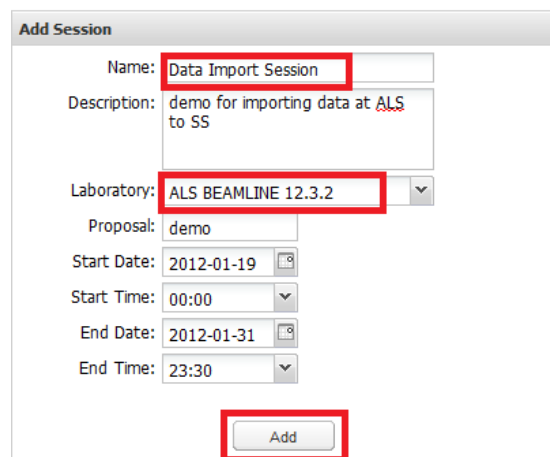 Add Session
Name: Data Import Session
Description: demo for importing data at ALS
to SS
Laboratory: ALS BEAMLINE 12.3.2
Proposal: demo
Start Date: 2012-01-19
Start Time: 00:00
End Date: 2012-01-31
End Time: 23:30
Add